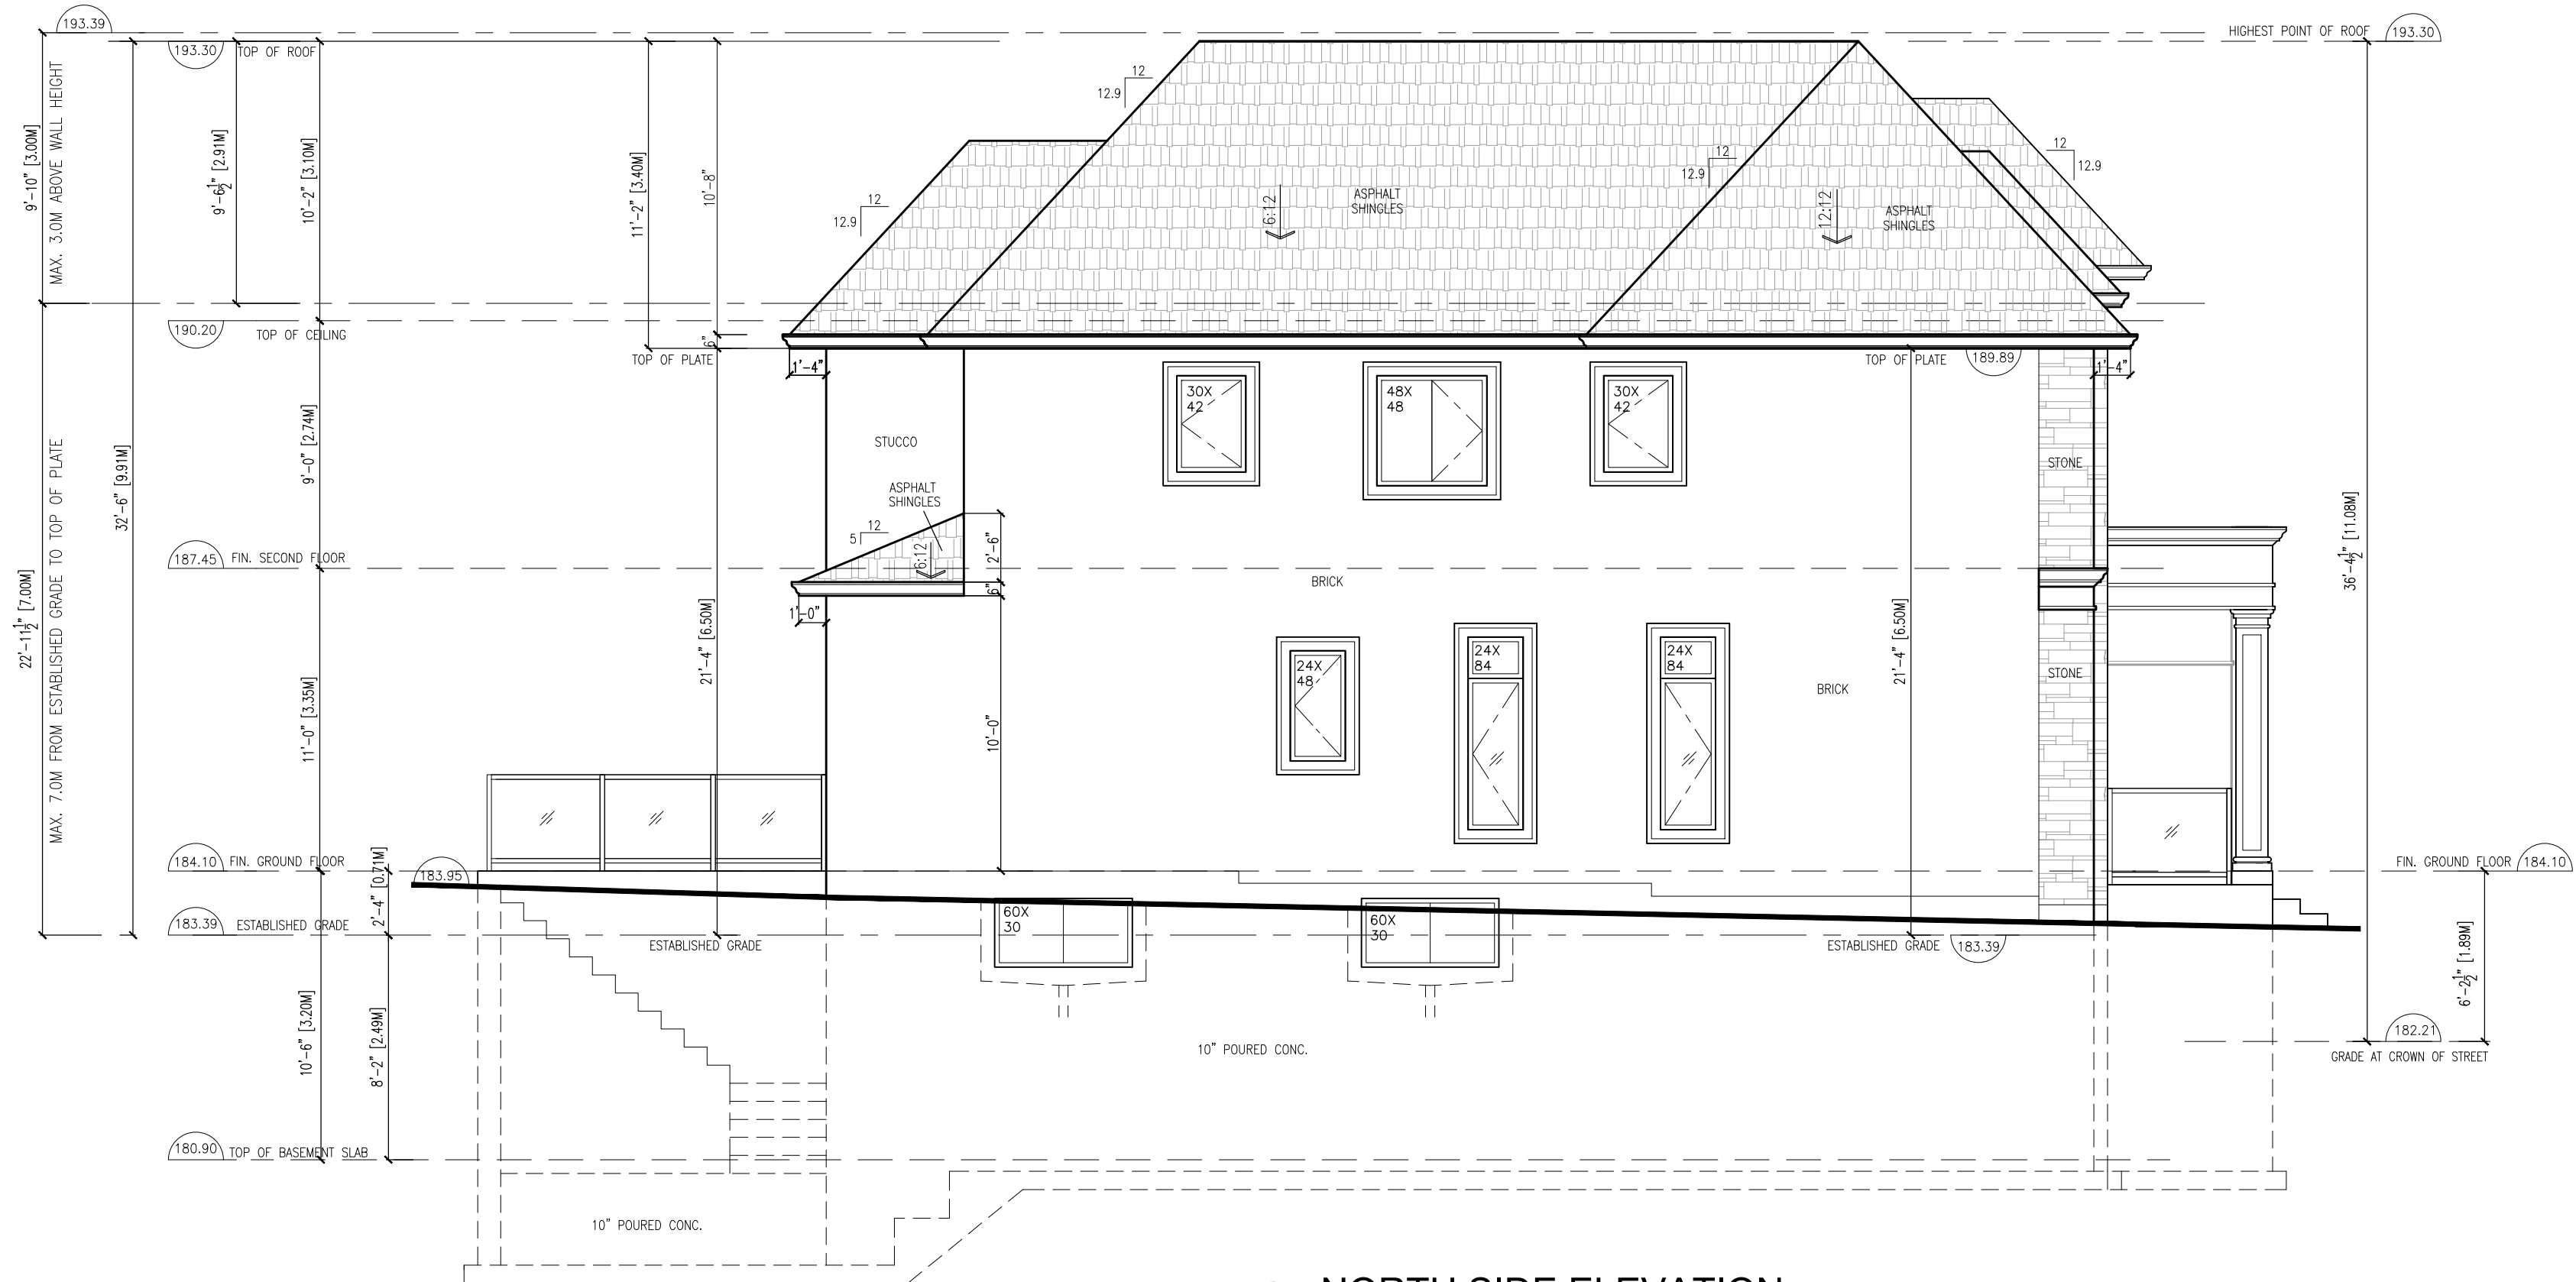 193.39
193.30
TOP OF ROOF
HIGHEST POINT OF ROOF
193.30
9'-10" [3.00M]
MAX. 3.0M ABOVE WALL HEIGHT
9'-6½" [2.91M]
10'-2" [3.10M]
11'-2" [3.40M]
10'-8"
12
12.9
12
12.9
12
12.9
12
12.9
6:12
ASPHALT
SHINGLES
12:12
ASPHALT
SHINGLES
190.20
TOP OF CEILING
6"
TOP OF PLATE
1'-4"
TOP OF PLATE
189.89
1'-4"
30X
42
48X
48
30X
42
STUCCO
STONE
32'-6" [9.91M]
9'-0" [2.74M]
ASPHALT
SHINGLES
12
5
6:12
2'-6"
6"
1'-0"
36'-4½" [11.08M]
187.45
FIN. SECOND FLOOR
BRICK
22'-11½" [7.00M]
MAX. 7.0M FROM ESTABLISHED GRADE TO TOP OF PLATE
11'-0" [3.35M]
21'-4" [6.50M]
10'-0"
24X
48
24X
84
24X
84
BRICK
21'-4" [6.50M]
STONE
184.10
FIN. GROUND FLOOR
2'-4" [0.71M]
183.95
FIN. GROUND FLOOR
184.10
183.39
ESTABLISHED GRADE
ESTABLISHED GRADE
60X
30
60X
30
ESTABLISHED GRADE
183.39
6'-2½" [1.89M]
10'-6" [3.20M]
8'-2" [2.49M]
10" POURED CONC.
182.21
GRADE AT CROWN OF STREET
180.90
TOP OF BASEMENT SLAB
10" POURED CONC.
NORTH SIDE ELEVATION